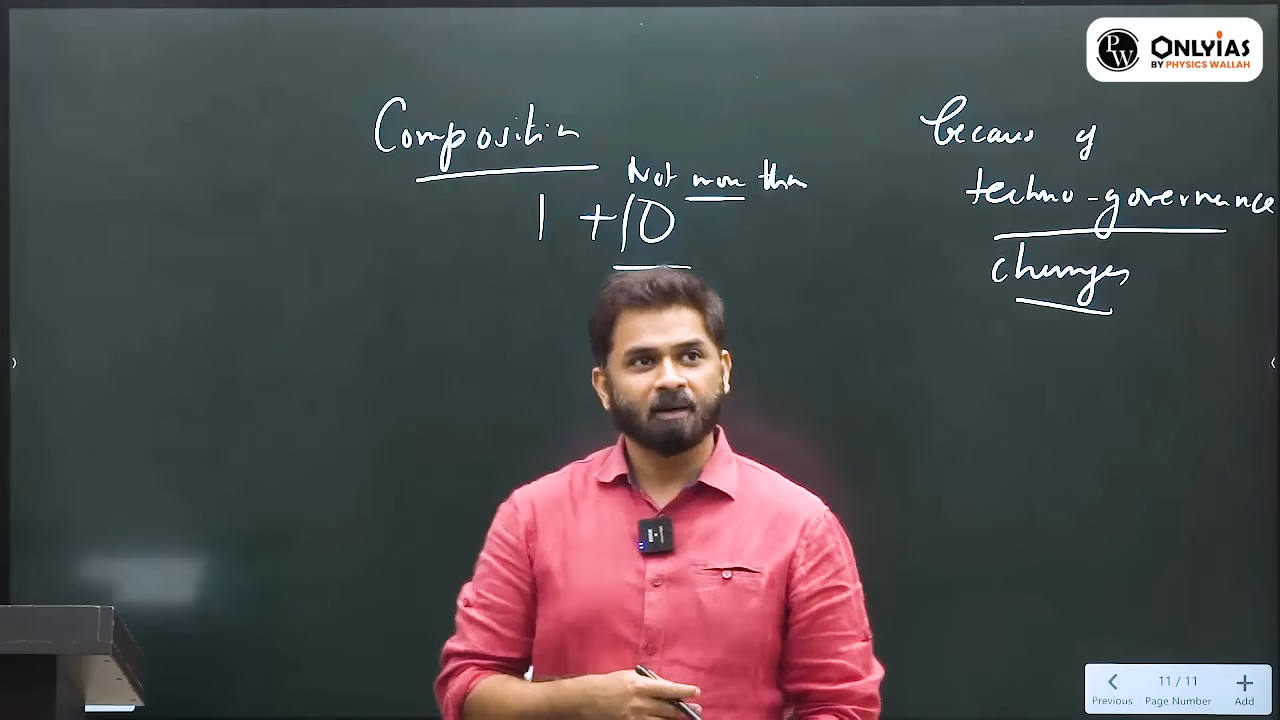 Composition
Not more than
1 + 10
because of
techno-governance
changes
PW
ONLYIAS
BY PHYSICS WALLAH
Previous
11 / 11
Page Number
Add